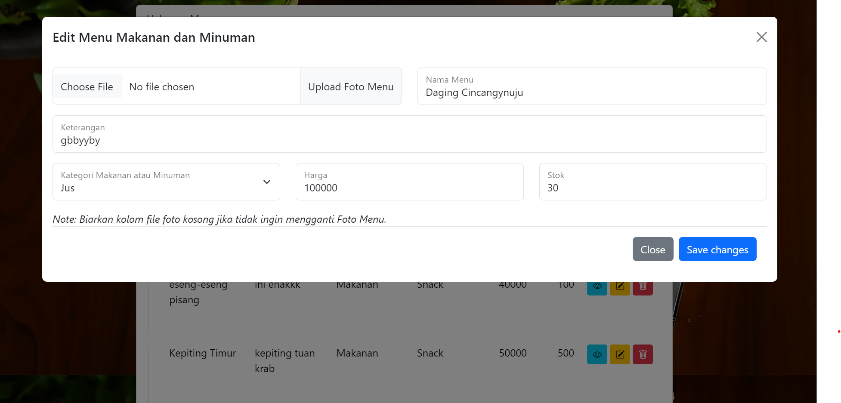 Edit Menu Makanan dan Minuman
Choose File No file chosen Upload Foto Menu
Nama Menu
Daging Cincangynuju
Keterangan
gbbyyby
Kategori Makanan atau Minuman
Jus
Harga
100000
Stok
30
Note: Biarkan kolom file foto kosong jika tidak ingin mengganti Foto Menu.
Close Save changes
eseng-eseng ini enakkk Makanan Snack 40000 100
pisang
Kepiting Timur kepiting tuan Makanan Snack 50000 500
krab